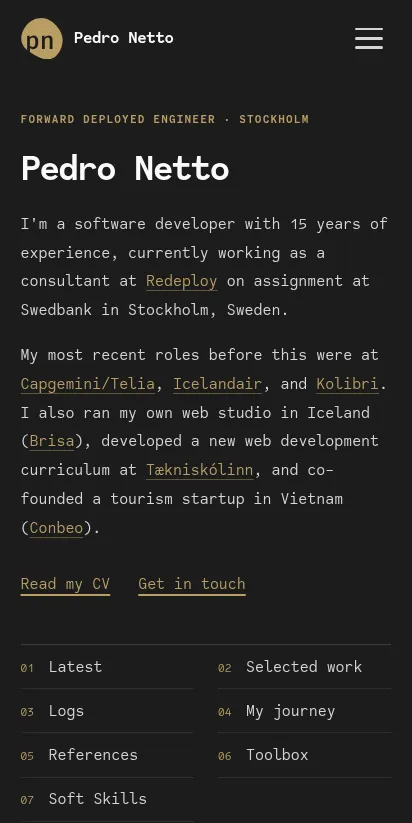 pn Pedro Netto
FORWARD DEPLOYED ENGINEER · STOCKHOLM
Pedro Netto
I'm a software developer with 15 years of
experience, currently working as a
consultant at Redeploy on assignment at
Swedbank in Stockholm, Sweden.
My most recent roles before this were at
Capgemini/Telia, Icelandair, and Kolibri.
I also ran my own web studio in Iceland
(Brisa), developed a new web development
curriculum at Tækniskólinn, and co-
founded a tourism startup in Vietnam
(Conbeo).
Read my CV Get in touch
01 Latest 02 Selected work
03 Logs 04 My journey
05 References 06 Toolbox
07 Soft Skills